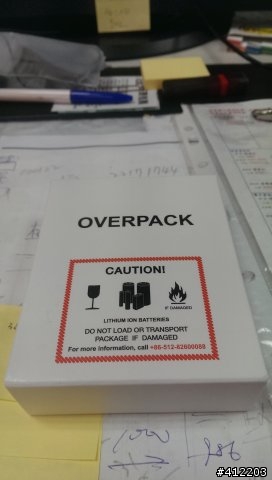 OVERPACK
CAUTION!
IF DAMAGED
LITHIUM ION BATTERIES
DO NOT LOAD OR TRANSPORT
PACKAGE IF DAMAGED
For more information, call +86-512-82600088
#412203